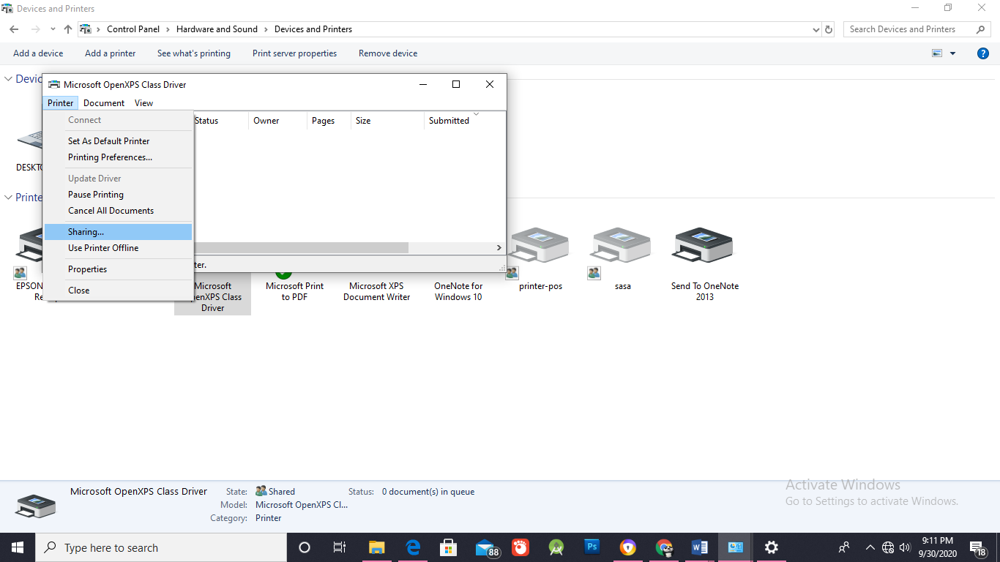 Devices and Printers
Control Panel > Hardware and Sound > Devices and Printers
Search Devices and Printers
Add a device
Add a printer
See what's printing
Print server properties
Remove device
?
Microsoft OpenXPS Class Driver
Printer Document View
Connect
Set As Default Printer
Printing Preferences...
Update Driver
Pause Printing
Cancel All Documents
Sharing...
Use Printer Offline
Properties
Close
Status Owner Pages Size Submitted
ter.
Devic
DESKTO
Printe
EPSON
Re
Microsoft
enXPS Class
Driver
Microsoft Print
to PDF
Microsoft XPS
Document Writer
OneNote for
Windows 10
printer-pos
sasa
Send To OneNote
2013
Microsoft OpenXPS Class Driver
State: Shared
Status: 0 document(s) in queue
Model: Microsoft OpenXPS Cl...
Category: Printer
Activate Windows
Go to Settings to activate Windows.
Type here to search
88
Ps
9:11 PM
9/30/2020
18